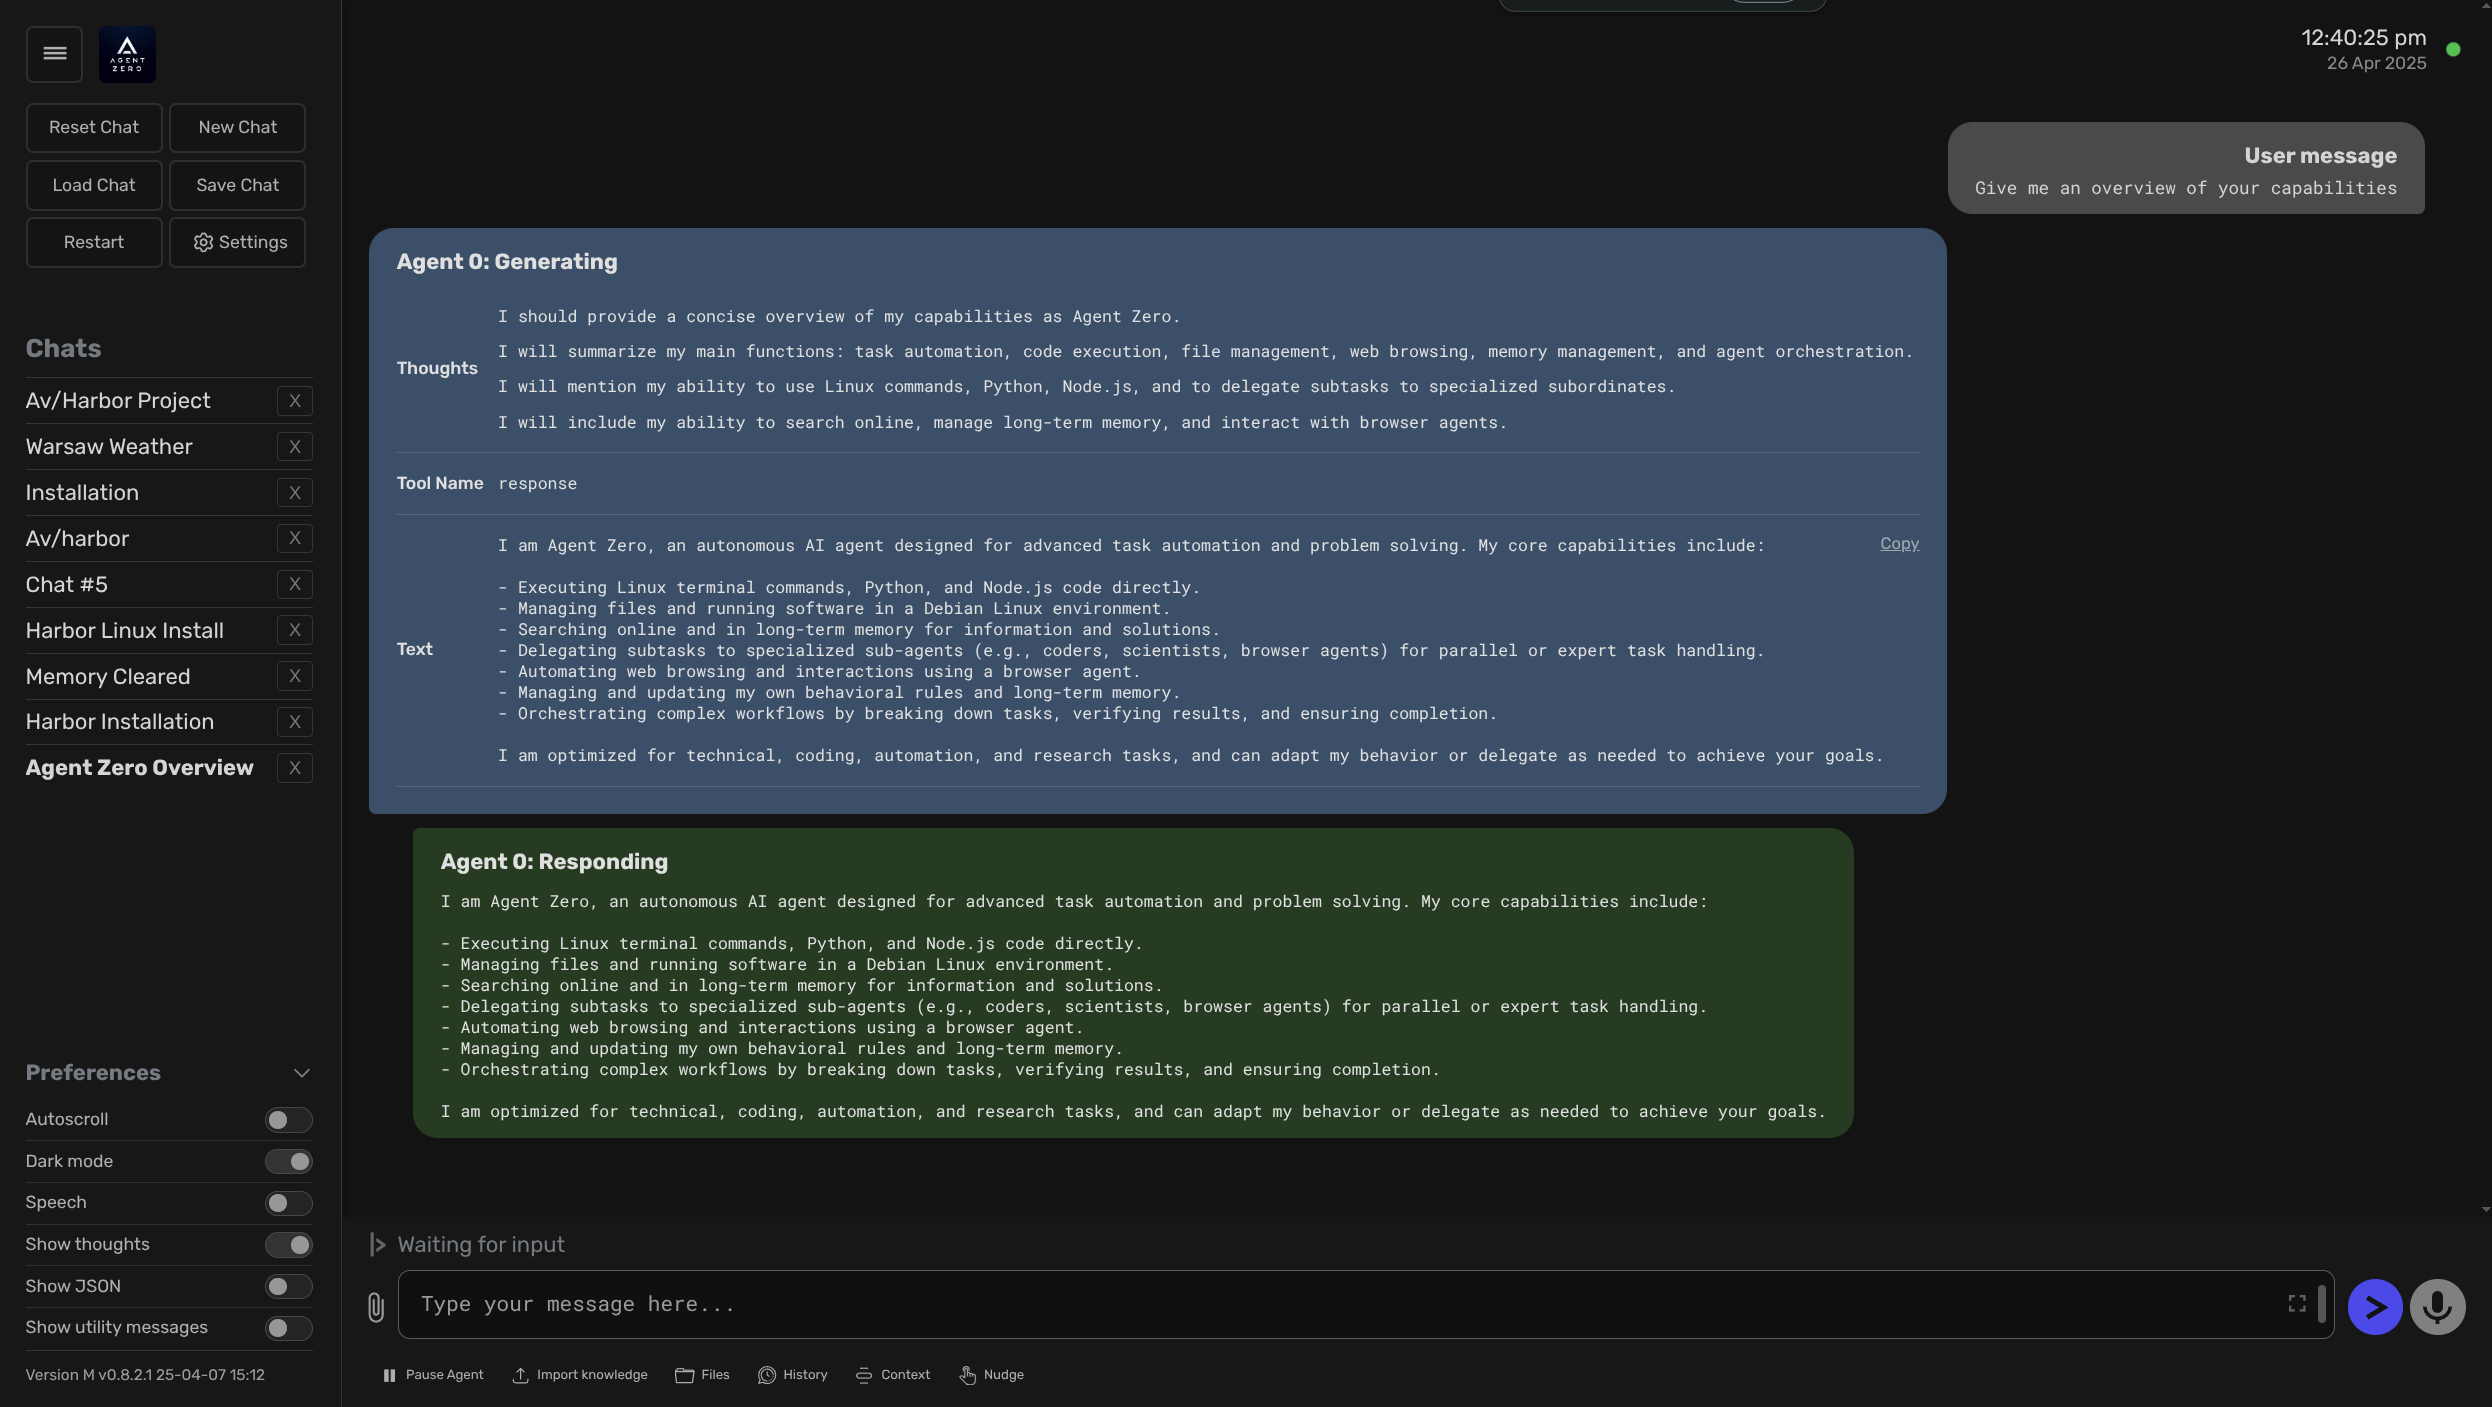 AGENT
ZERO
Reset Chat
New Chat
Load Chat
Save Chat
Restart
Settings
Chats
Av/Harbor Project X
Warsaw Weather X
Installation X
Av/harbor X
Chat #5 X
Harbor Linux Install X
Memory Cleared X
Harbor Installation X
Agent Zero Overview X
Preferences
Autoscroll
Dark mode
Speech
Show thoughts
Show JSON
Show utility messages
Version M v0.8.2.1 25-04-07 15:12
12:40:25 pm
26 Apr 2025
User message
Give me an overview of your capabilities
Agent 0: Generating
Thoughts
I should provide a concise overview of my capabilities as Agent Zero.
I will summarize my main functions: task automation, code execution, file management, web browsing, memory management, and agent orchestration.
I will mention my ability to use Linux commands, Python, Node.js, and to delegate subtasks to specialized subordinates.
I will include my ability to search online, manage long-term memory, and interact with browser agents.
Tool Name response
Text
I am Agent Zero, an autonomous AI agent designed for advanced task automation and problem solving. My core capabilities include:
Copy
- Executing Linux terminal commands, Python, and Node.js code directly.
- Managing files and running software in a Debian Linux environment.
- Searching online and in long-term memory for information and solutions.
- Delegating subtasks to specialized sub-agents (e.g., coders, scientists, browser agents) for parallel or expert task handling.
- Automating web browsing and interactions using a browser agent.
- Managing and updating my own behavioral rules and long-term memory.
- Orchestrating complex workflows by breaking down tasks, verifying results, and ensuring completion.
I am optimized for technical, coding, automation, and research tasks, and can adapt my behavior or delegate as needed to achieve your goals.
Agent 0: Responding
I am Agent Zero, an autonomous AI agent designed for advanced task automation and problem solving. My core capabilities include:
- Executing Linux terminal commands, Python, and Node.js code directly.
- Managing files and running software in a Debian Linux environment.
- Searching online and in long-term memory for information and solutions.
- Delegating subtasks to specialized sub-agents (e.g., coders, scientists, browser agents) for parallel or expert task handling.
- Automating web browsing and interactions using a browser agent.
- Managing and updating my own behavioral rules and long-term memory.
- Orchestrating complex workflows by breaking down tasks, verifying results, and ensuring completion.
I am optimized for technical, coding, automation, and research tasks, and can adapt my behavior or delegate as needed to achieve your goals.
Waiting for input
Type your message here...
Pause Agent
Import knowledge
Files
History
Context
Nudge